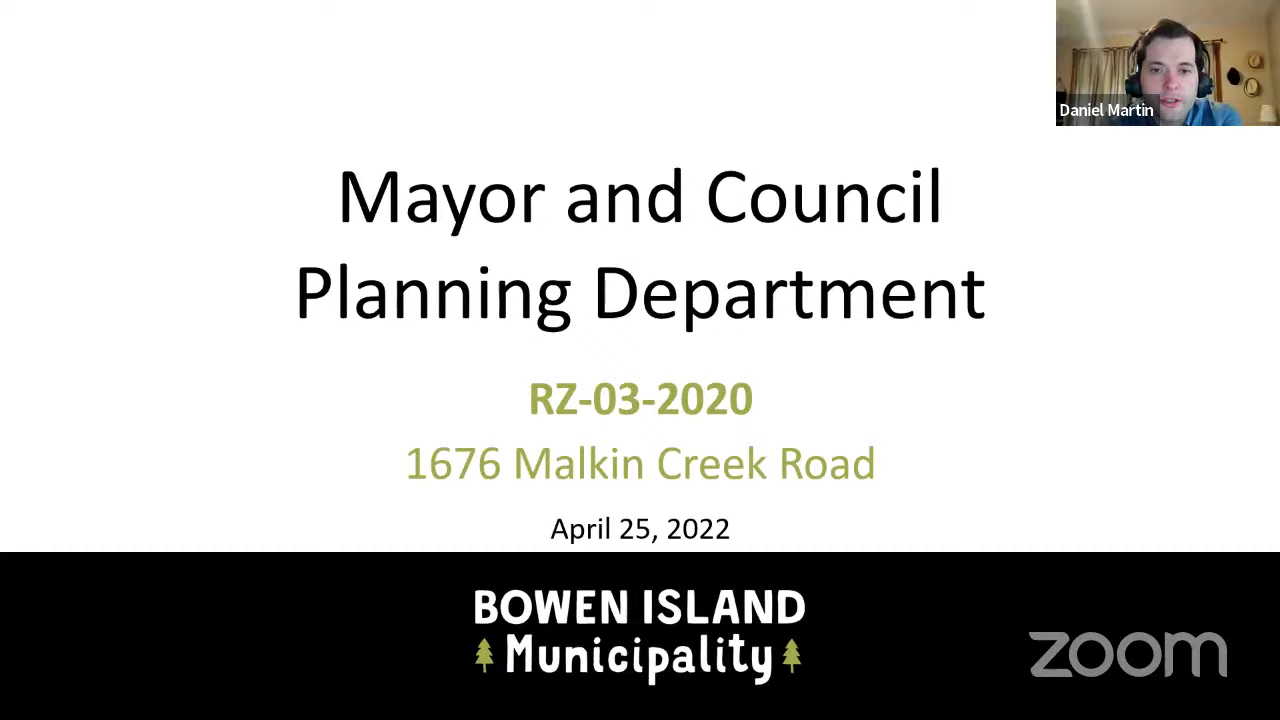 Daniel Martin
Mayor and Council
Planning Department
RZ-03-2020
1676 Malkin Creek Road
April 25, 2022
BOWEN ISLAND
Municipality
zoom